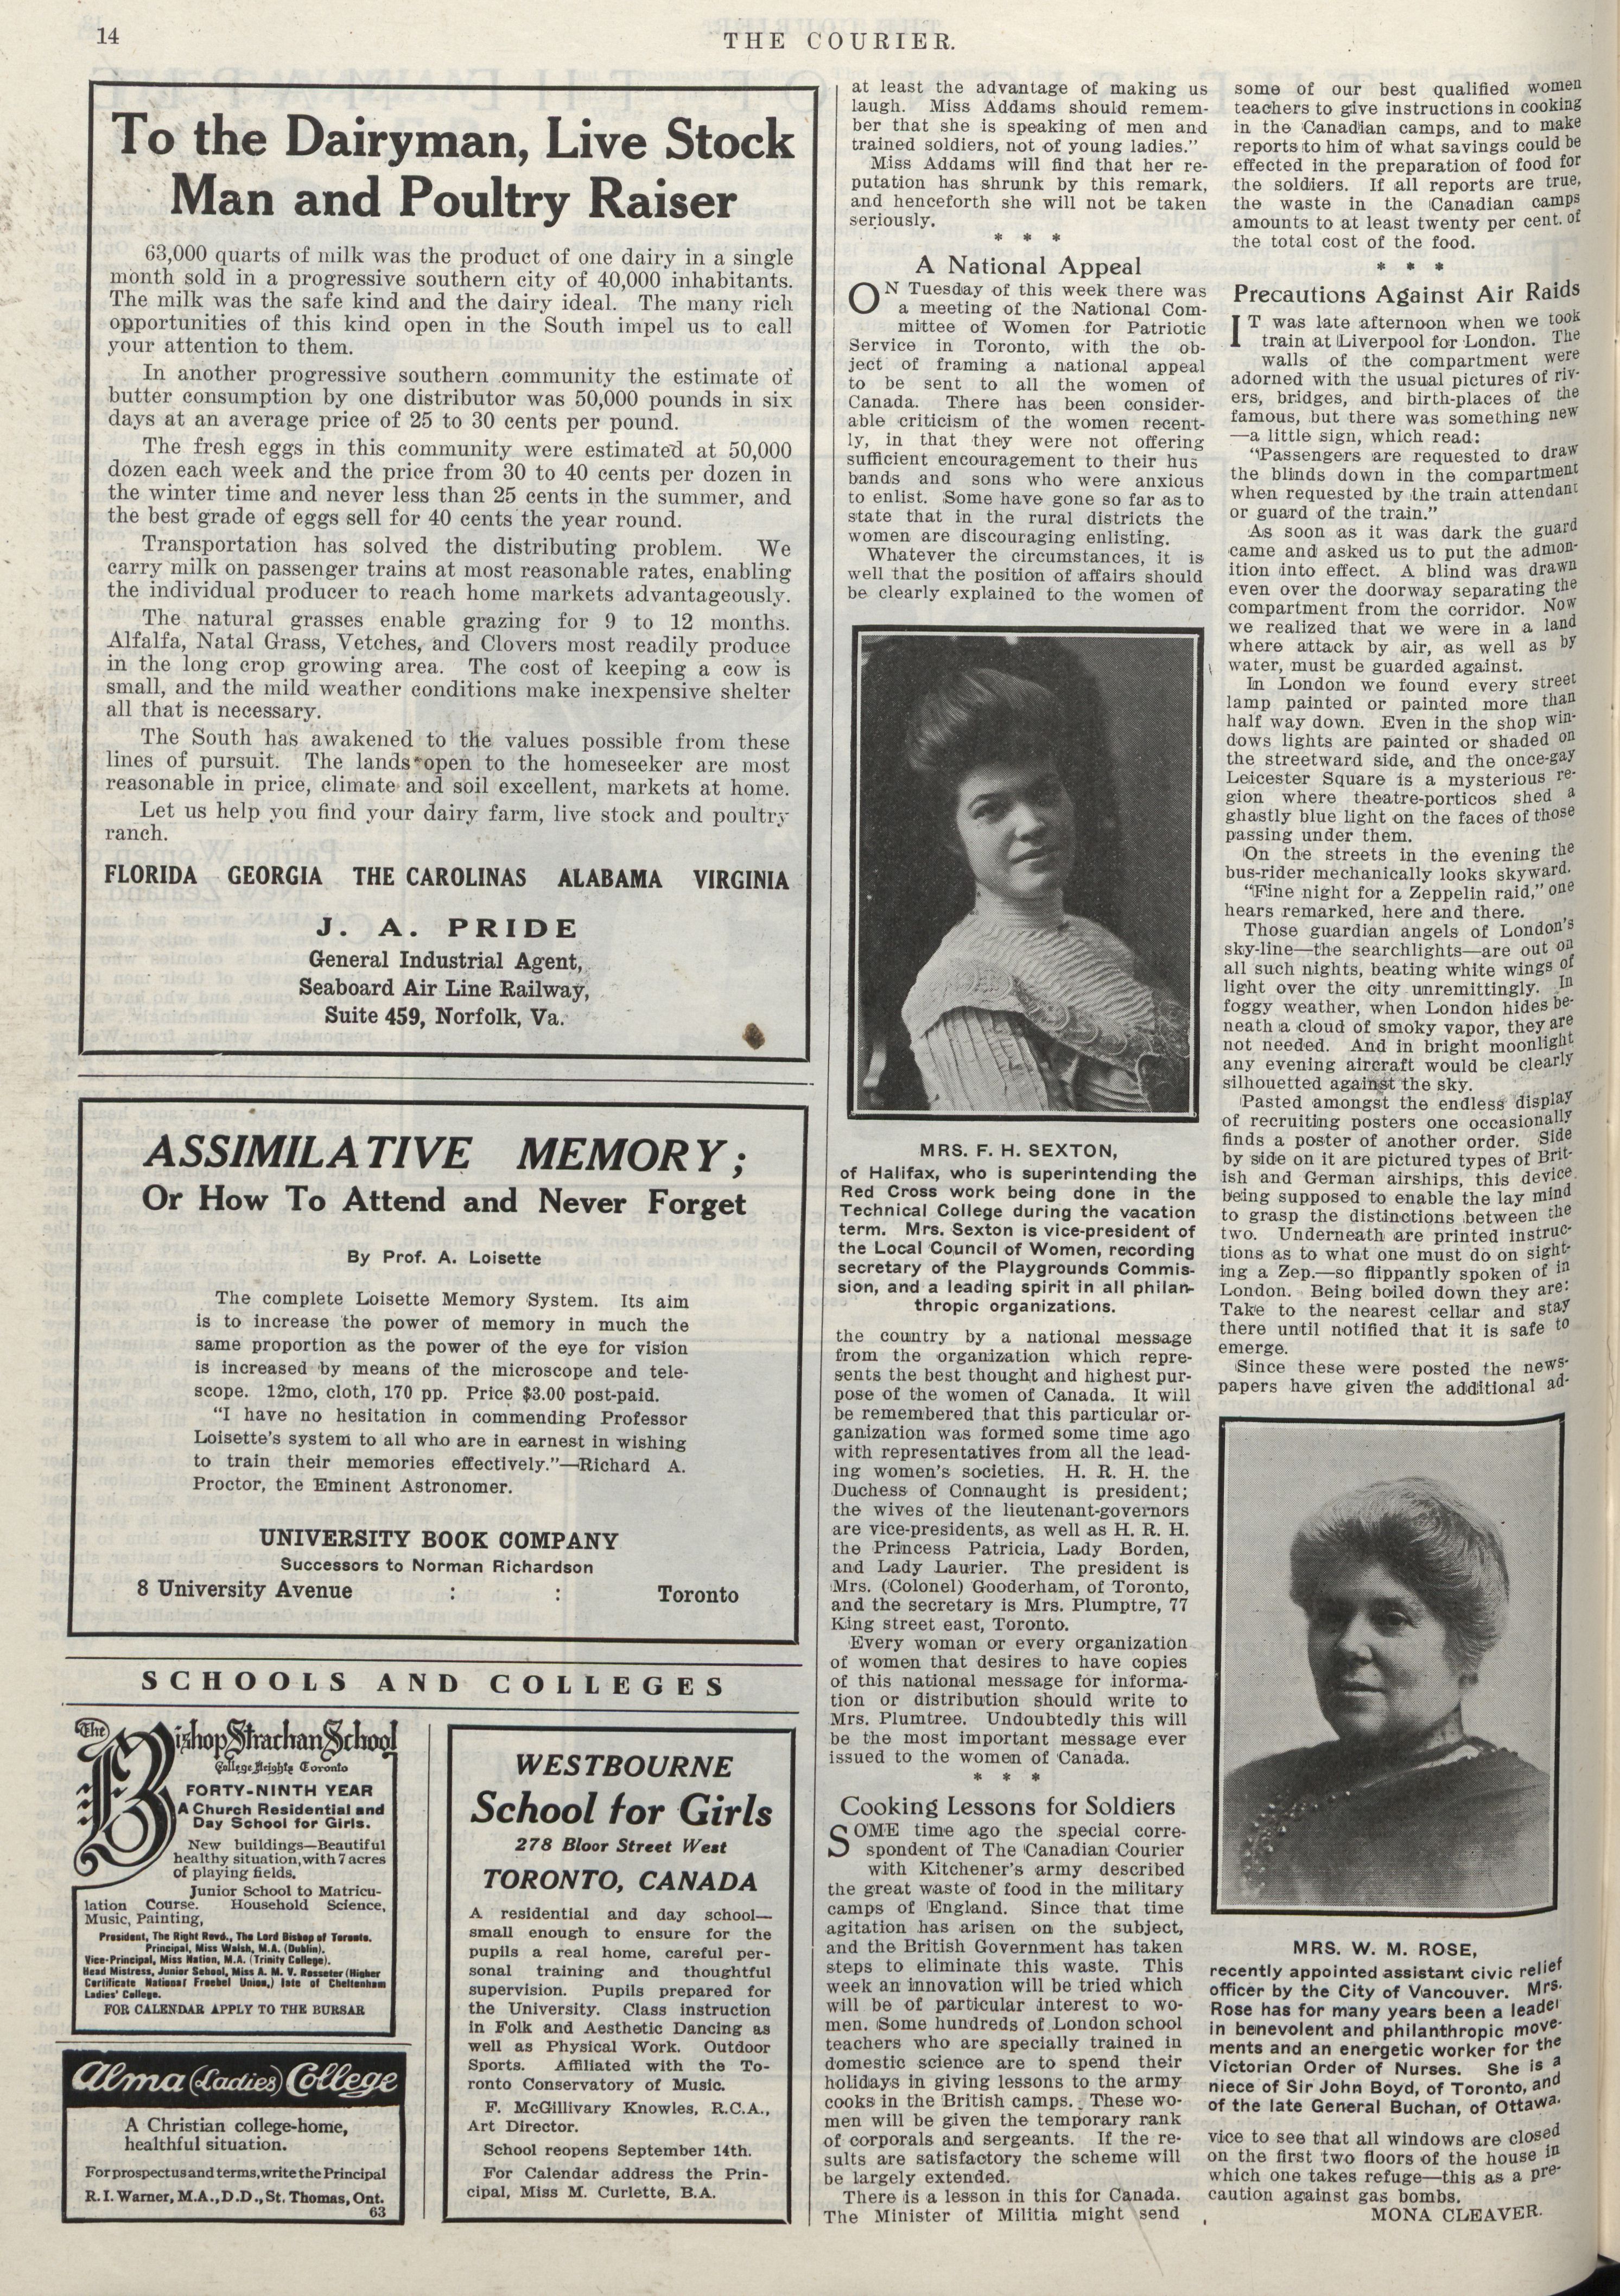 14
THE COURIER.
To the Dairyman, Live Stock
Man and Poultry Raiser
63,000 quarts of milk was the product of one dairy in a single
month sold in a progressive southern city of 40,000 inhabitants.
The milk was the safe kind and the dairy ideal. The many rich
opportunities of this kind open in the South impel us to call
your attention to them.
In another progressive southern community the estimate of
butter consumption by one distributor was 50,000 pounds in six
days at an average price of 25 to 30 cents per pound.
The fresh eggs in this community were estimated at 50,000
dozen each week and the price from 30 to 40 cents per dozen in
the winter time and never less than 25 cents in the summer, and
the best grade of eggs sell for 40 cents the year round.
Transportation has solved the distributing problem. We
carry milk on passenger trains at most reasonable rates, enabling
the individual producer to reach home markets advantageously.
The natural grasses enable grazing for 9 to 12 months.
Alfalfa, Natal Grass, Vetches, and Clovers most readily produce
in the long crop growing area. The cost of keeping a cow is
small, and the mild weather conditions make inexpensive shelter
all that is necessary.
The South has awakened to the values possible from these
lines of pursuit. The lands open to the homeseeker are most
reasonable in price, climate and soil excellent, markets at home.
Let us help you find your dairy farm, live stock and poultry
ranch.
FLORIDA GEORGIA THE CAROLINAS ALABAMA VIRGINIA
J. A. PRIDE
General Industrial Agent,
Seaboard Air Line Railway,
Suite 459, Norfolk, Va.
ASSIMILATIVE MEMORY;
Or How To Attend and Never Forget
By Prof. A. Loisette
The complete Loisette Memory System. Its aim
is to increase the power of memory in much the
same proportion as the power of the eye for vision
is increased by means of the microscope and tele-
scope. 12mo, cloth, 170 pp. Price $3.00 post-paid.
"I have no hesitation in commending Professor
Loisette's system to all who are in earnest in wishing
to train their memories effectively."—Richard A.
Proctor, the Eminent Astronomer.
UNIVERSITY BOOK COMPANY
Successors to Norman Richardson
8 University Avenue : : Toronto
SCHOOLS AND COLLEGES
The Bishop Strachan School
College Heights Toronto
FORTY-NINTH YEAR
A Church Residential and
Day School for Girls.
New buildings—Beautiful
healthy situation, with 7 acres
of playing fields.
Junior School to Matricu-
lation Course. Household Science,
Music, Painting,
President, The Right Revd., The Lord Bishop of Toronto.
Principal, Miss Walsh, M.A. (Dublin).
Vice-Principal, Miss Nation, M.A. (Trinity College).
Head Mistress, Junior School, Miss A. M. V. Rosseter (Higher
Certificate National Froebel Union,) late of Cheltenham
Ladies' College.
FOR CALENDAR APPLY TO THE BURSAR
Alma (Ladies) College
A Christian college-home,
healthful situation.
For prospectus and terms, write the Principal
R. I. Warner, M.A., D.D., St. Thomas, Ont.
63
WESTBOURNE
School for Girls
278 Bloor Street West
TORONTO, CANADA
A residential and day school—
small enough to ensure for the
pupils a real home, careful per-
sonal training and thoughtful
supervision. Pupils prepared for
the University. Class instruction
in Folk and Aesthetic Dancing as
well as Physical Work. Outdoor
Sports. Affiliated with the To-
ronto Conservatory of Music.
F. McGillivary Knowles, R.C.A.,
Art Director.
School reopens September 14th.
For Calendar address the Prin-
cipal, Miss M. Curlette, B.A.
at least the advantage of making us
laugh. Miss Addams should remem-
ber that she is speaking of men and
trained soldiers, not of young ladies."
Miss Addams will find that her re-
putation has shrunk by this remark,
and henceforth she will not be taken
seriously.
* * *
A National Appeal
ON Tuesday of this week there was
a meeting of the National Com-
mittee of Women for Patriotic
Service in Toronto, with the ob-
ject of framing a national appeal
to be sent to all the women of
Canada. There has been consider-
able criticism of the women recent-
ly, in that they were not offering
sufficient encouragement to their hus
bands and sons who were anxious
to enlist. Some have gone so far as to
state that in the rural districts the
women are discouraging enlisting.
Whatever the circumstances, it is
well that the position of affairs should
be clearly explained to the women of
MRS. F. H. SEXTON,
of Halifax, who is superintending the
Red Cross work being done in the
Technical College during the vacation
term. Mrs. Sexton is vice-president of
the Local Council of Women, recording
secretary of the Playgrounds Commis-
sion, and a leading spirit in all philan-
thropic organizations.
the country by a national message
from the organization which repre-
sents the best thought and highest pur-
pose of the women of Canada. It will
be remembered that this particular or-
ganization was formed some time ago
with representatives from all the lead-
ing women's societies. H. R. H. the
Duchess of Connaught is president;
the wives of the lieutenant-governors
are vice-presidents, as well as H. R. H.
the Princess Patricia, Lady Borden,
and Lady Laurier. The president is
Mrs. (Colonel) Gooderham, of Toronto,
and the secretary is Mrs. Plumptre, 77
King street east, Toronto.
Every woman or every organization
of women that desires to have copies
of this national message for informa-
tion or distribution should write to
Mrs. Plumtree. Undoubtedly this will
be the most important message ever
issued to the women of Canada.
* * *
Cooking Lessons for Soldiers
SOME time ago the special corre-
spondent of The Canadian Courier
with Kitchener's army described
the great waste of food in the military
camps of England. Since that time
agitation has arisen on the subject,
and the British Government has taken
steps to eliminate this waste. This
week an innovation will be tried which
will be of particular interest to wo-
men. Some hundreds of London school
teachers who are specially trained in
domestic science are to spend their
holidays in giving lessons to the army
cooks in the British camps. These wo-
men will be given the temporary rank
of corporals and sergeants. If the re-
sults are satisfactory the scheme will
be largely extended.
There is a lesson in this for Canada.
The Minister of Militia might send
some of our best qualified women
teachers to give instructions in cooking
in the Canadian camps, and to make
reports to him of what savings could be
effected in the preparation of food for
the soldiers. If all reports are true,
the waste in the Canadian camps
amounts to at least twenty per cent. of
the total cost of the food.
* * *
Precautions Against Air Raids
IT was late afternoon when we took
train at Liverpool for London. The
walls of the compartment were
adorned with the usual pictures of riv-
ers, bridges, and birth-places of the
famous, but there was something new
—a little sign, which read:
"Passengers are requested to draw
the blinds down in the compartment
when requested by the train attendant
or guard of the train."
As soon as it was dark the guard
came and asked us to put the admon-
ition into effect. A blind was drawn
even over the doorway separating the
compartment from the corridor. Now
we realized that we were in a land
where attack by air, as well as by
water, must be guarded against.
In London we found every street
lamp painted or painted more than
half way down. Even in the shop win-
dows lights are painted or shaded on
the streetward side, and the once-gay
Leicester Square is a mysterious re-
gion where theatre-porticos shed a
ghastly blue light on the faces of those
passing under them.
On the streets in the evening the
bus-rider mechanically looks skyward.
"Fine night for a Zeppelin raid," one
hears remarked, here and there.
Those guardian angels of London's
sky-line—the searchlights—are out on
all such nights, beating white wings of
light over the city unremittingly. In
foggy weather, when London hides be-
neath a cloud of smoky vapor, they are
not needed. And in bright moonlight
any evening aircraft would be clearly
silhouetted against the sky.
Pasted amongst the endless display
of recruiting posters one occasionally
finds a poster of another order. Side
by side on it are pictured types of Brit-
ish and German airships, this device
being supposed to enable the lay mind
to grasp the distinctions between the
two. Underneath are printed instruc-
tions as to what one must do on sight-
ing a Zep.—so flippantly spoken of in
London. Being boiled down they are:
Take to the nearest cellar and stay
there until notified that it is safe to
emerge.
Since these were posted the news-
papers have given the additional ad-
MRS. W. M. ROSE,
recently appointed assistant civic relief
officer by the City of Vancouver. Mrs.
Rose has for many years been a leader
in benevolent and philanthropic move-
ments and an energetic worker for the
Victorian Order of Nurses. She is a
niece of Sir John Boyd, of Toronto, and
of the late General Buchan, of Ottawa.
vice to see that all windows are closed
on the first two floors of the house in
which one takes refuge—this as a pre-
caution against gas bombs.
MONA CLEAVER.